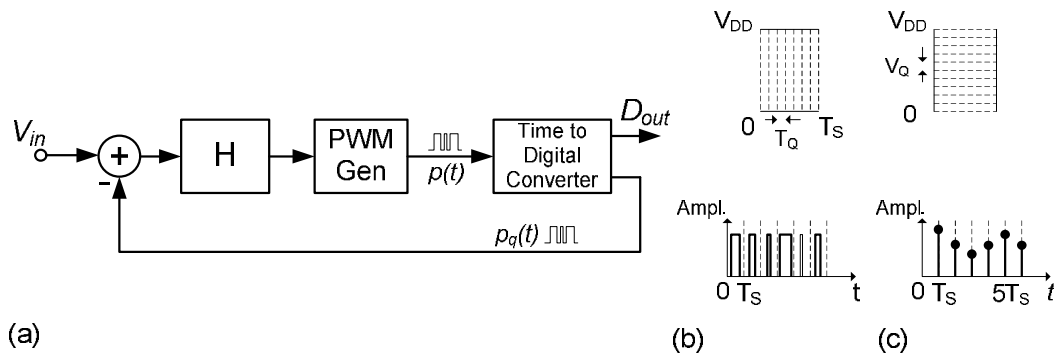 V_in
+
-
H
PWM
Gen
p(t)
Time to
Digital
Converter
D_out
p_q(t)
(a)
V_DD
0
T_Q
T_S
Ampl.
0 T_S t
(b)
V_DD
V_Q
0
Ampl.
0 T_S 5T_S t
(c)